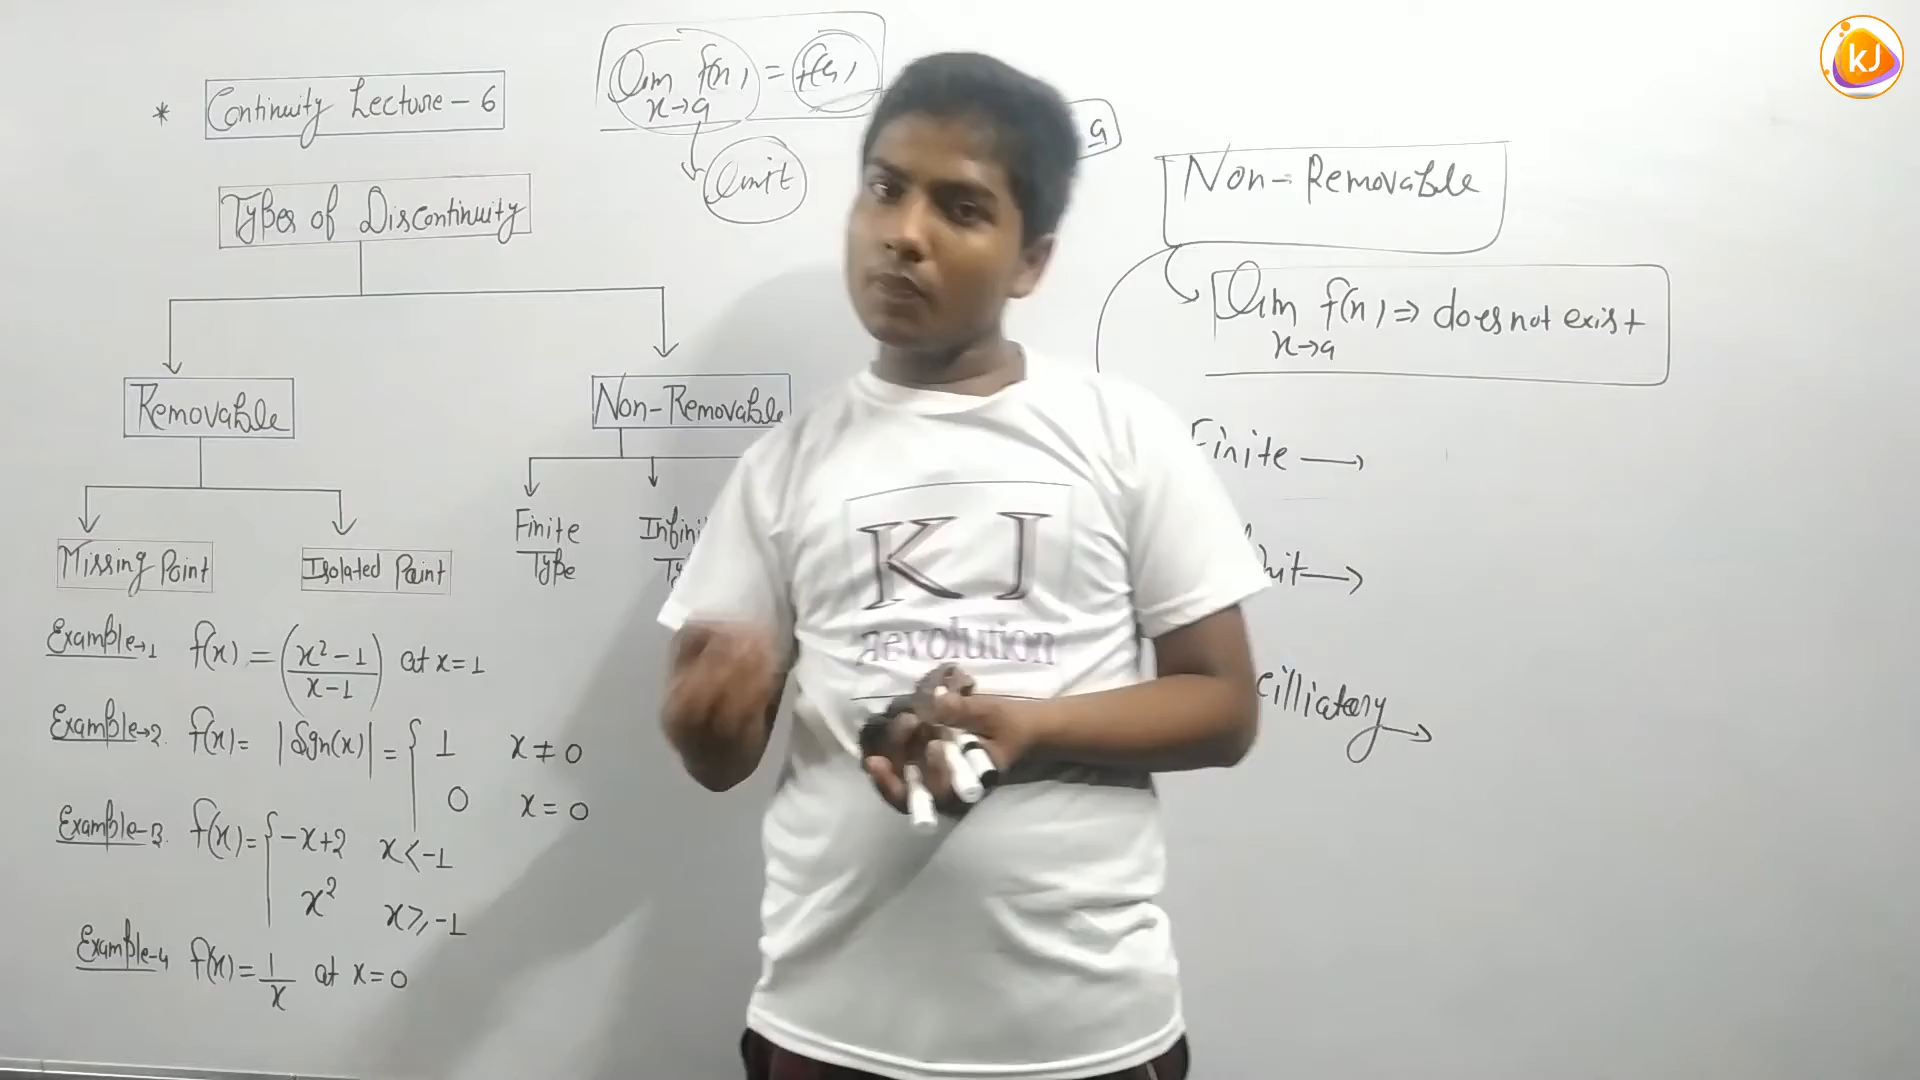 * Continuity Lecture-6
Types of Discontinuity
Removable
Non-Removable
Missing Point
Isolated Point
Finite Type
Example→1 f(x) = (x²-1/x-1) at x=1
Example→2. f(x) = |Sgn(x)| = { 1 x ≠ 0
0 x = 0
Example-3. f(x) = { -x+2 x<-1
x² x≥-1
Example-4 f(x) = 1/x at x=0
lim x→a f(x) = f(a)
limit
a
Non-Removable
lim x→a f(x) ⇒ does not exist
Finite →
KJ
KJ